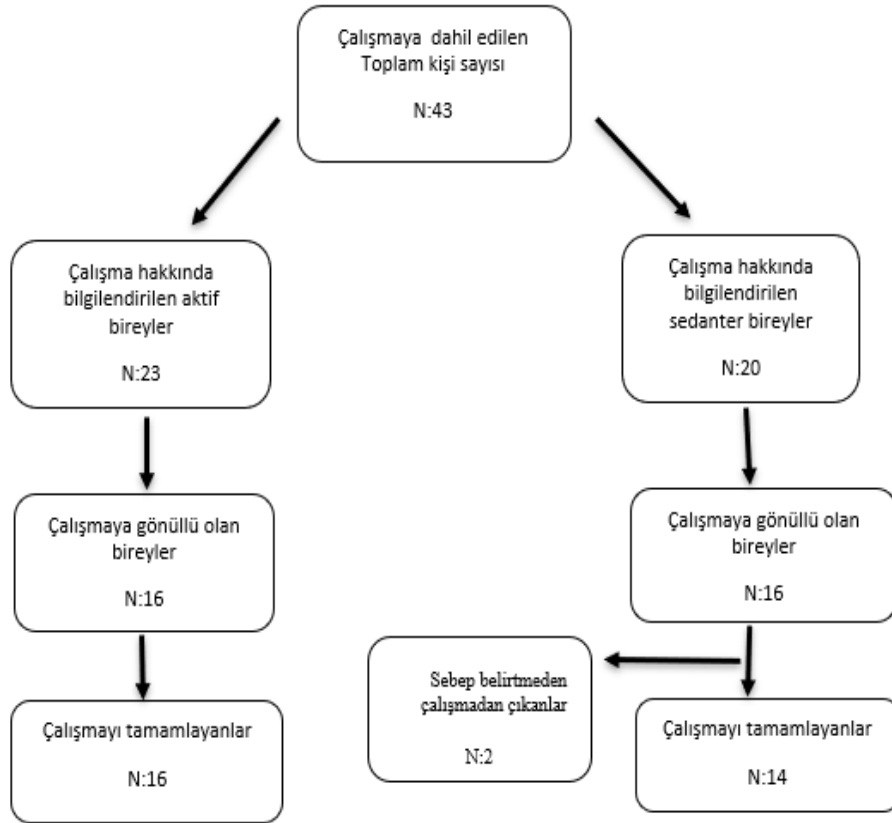 Çalışmaya dahil edilen
Toplam kişi sayısı
N:43
Çalışma hakkında
bilgilendirilen aktif
bireyler
N:23
Çalışma hakkında
bilgilendirilen
sedanter bireyler
N:20
Çalışmaya gönüllü olan
bireyler
N:16
Çalışmaya gönüllü olan
bireyler
N:16
Sebep belirtmeden
çalışmadan çıkanlar
N:2
Çalışmayı tamamlayanlar
N:16
Çalışmayı tamamlayanlar
N:14